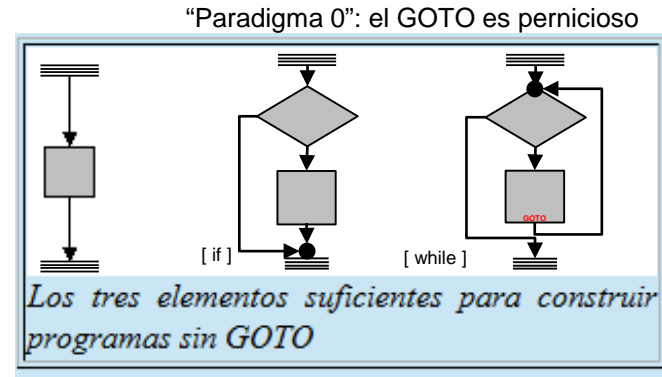 “Paradigma 0”: el GOTO es pernicioso
GOTO
[ if ]
[ while ]
Los tres elementos suficientes para construir
programas sin GOTO